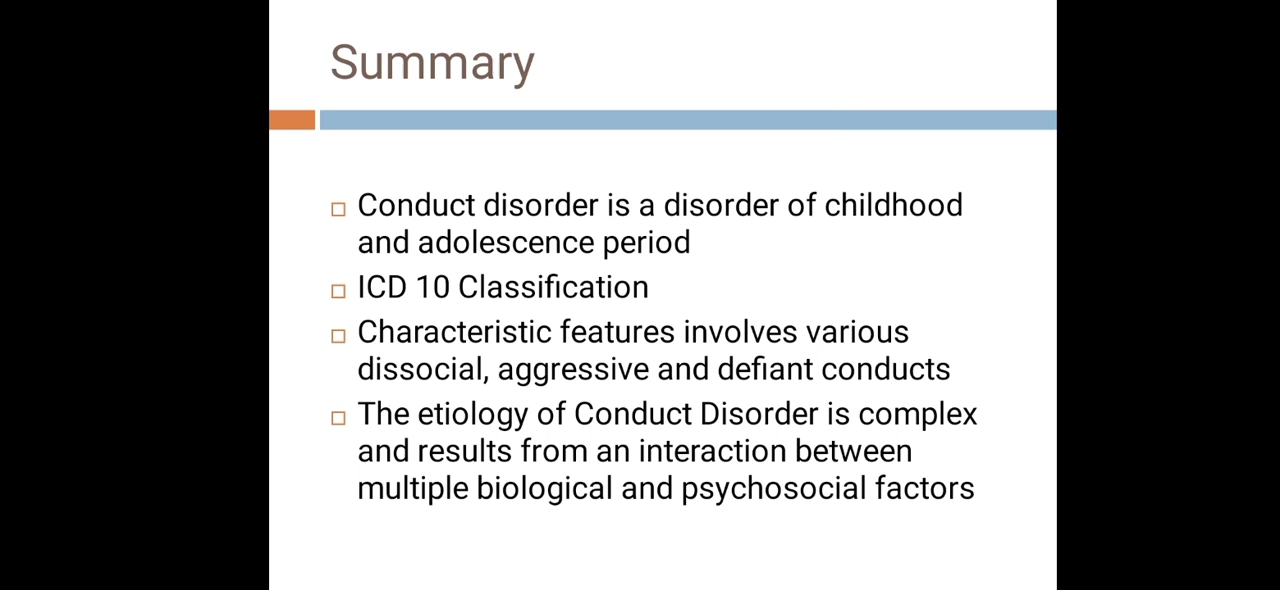 Summary
Conduct disorder is a disorder of childhood
and adolescence period
ICD 10 Classification
Characteristic features involves various
dissocial, aggressive and defiant conducts
The etiology of Conduct Disorder is complex
and results from an interaction between
multiple biological and psychosocial factors